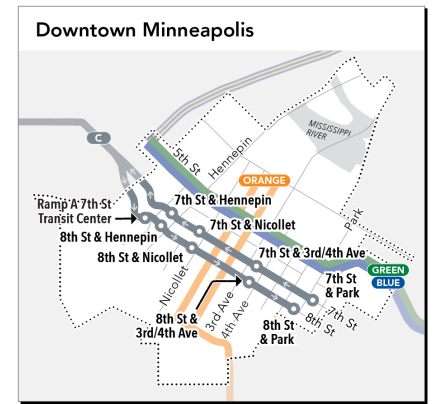 Downtown Minneapolis
C
5th St
Hennepin
MISSISSIPPI
RIVER
ORANGE
Ramp A 7th St
Transit Center
7th St & Hennepin
Park
8th St & Hennepin
7th St & Nicollet
8th St & Nicollet
7th St & 3rd/4th Ave
GREEN
BLUE
7th St
& Park
Nicollet
8th St &
3rd/4th Ave
3rd Ave
4th Ave
8th St
& Park
8th St
7th St